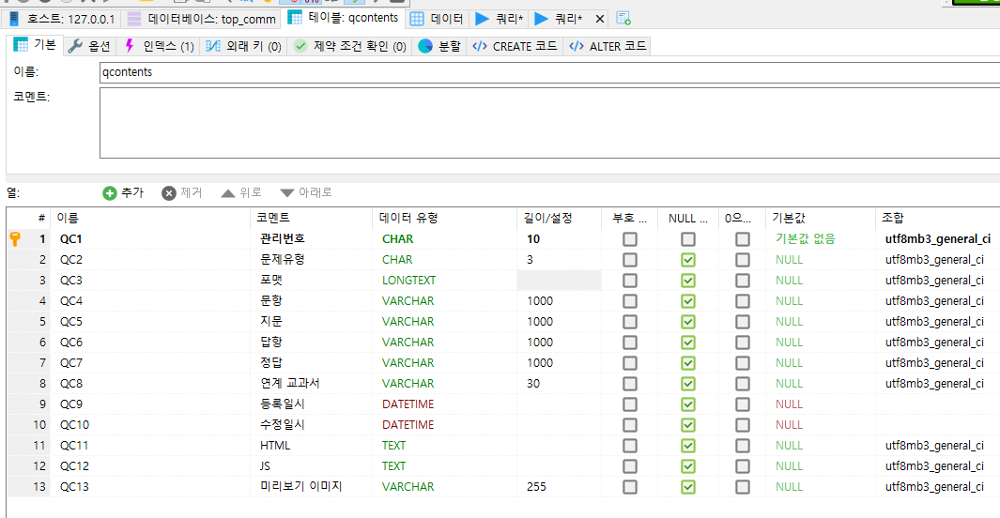 호스트: 127.0.0.1 데이터베이스: top_comm 테이블: qcontents 데이터 쿼리* 쿼리*
기본 옵션 인덱스 (1) 외래 키 (0) 제약 조건 확인 (0) 분할 CREATE 코드 ALTER 코드
이름: qcontents
코멘트:
열: 추가 제거 위로 아래로
# 이름 코멘트 데이터 유형 길이/설정 부호 ... NULL ... 0으... 기본값 조합
1 QC1 관리번호 CHAR 10 기본값 없음 utf8mb3_general_ci
2 QC2 문제유형 CHAR 3 NULL utf8mb3_general_ci
3 QC3 포맷 LONGTEXT NULL utf8mb3_general_ci
4 QC4 문항 VARCHAR 1000 NULL utf8mb3_general_ci
5 QC5 지문 VARCHAR 1000 NULL utf8mb3_general_ci
6 QC6 답항 VARCHAR 1000 NULL utf8mb3_general_ci
7 QC7 정답 VARCHAR 1000 NULL utf8mb3_general_ci
8 QC8 연계 교과서 VARCHAR 30 NULL utf8mb3_general_ci
9 QC9 등록일시 DATETIME NULL
10 QC10 수정일시 DATETIME NULL
11 QC11 HTML TEXT NULL utf8mb3_general_ci
12 QC12 JS TEXT NULL utf8mb3_general_ci
13 QC13 미리보기 이미지 VARCHAR 255 NULL utf8mb3_general_ci